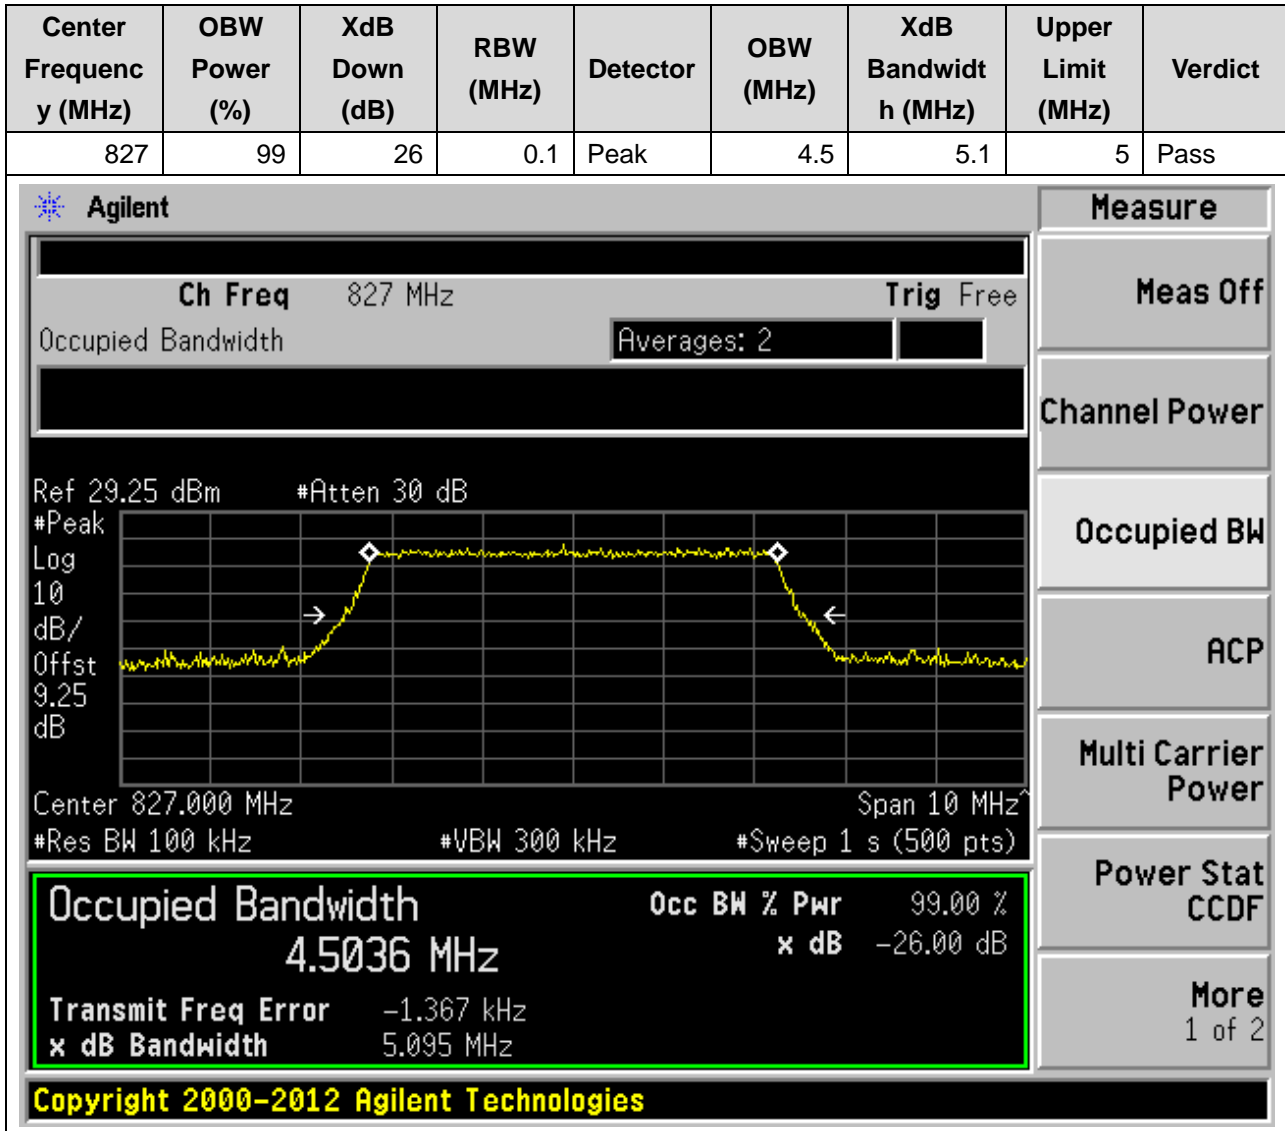 Center Frequenc y (MHz) OBW Power (%) XdB Down (dB) RBW (MHz) Detector OBW (MHz) XdB Bandwidt h (MHz) Upper Limit (MHz) Verdict
827 99 26 0.1 Peak 4.5 5.1 5 Pass
Agilent
Measure
Ch Freq 827 MHz Trig Free
Meas Off
Occupied Bandwidth Averages: 2
Channel Power
Ref 29.25 dBm #Atten 30 dB
#Peak
Log
10
dB/
Offst
9.25
dB
Occupied BW
ACP
Multi Carrier
Power
Center 827.000 MHz Span 10 MHz^
#Res BW 100 kHz #VBW 300 kHz #Sweep 1 s (500 pts)
Power Stat
CCDF
Occupied Bandwidth Occ BW % Pwr 99.00 %
4.5036 MHz x dB -26.00 dB
Transmit Freq Error -1.367 kHz
x dB Bandwidth 5.095 MHz
More
1 of 2
Copyright 2000-2012 Agilent Technologies